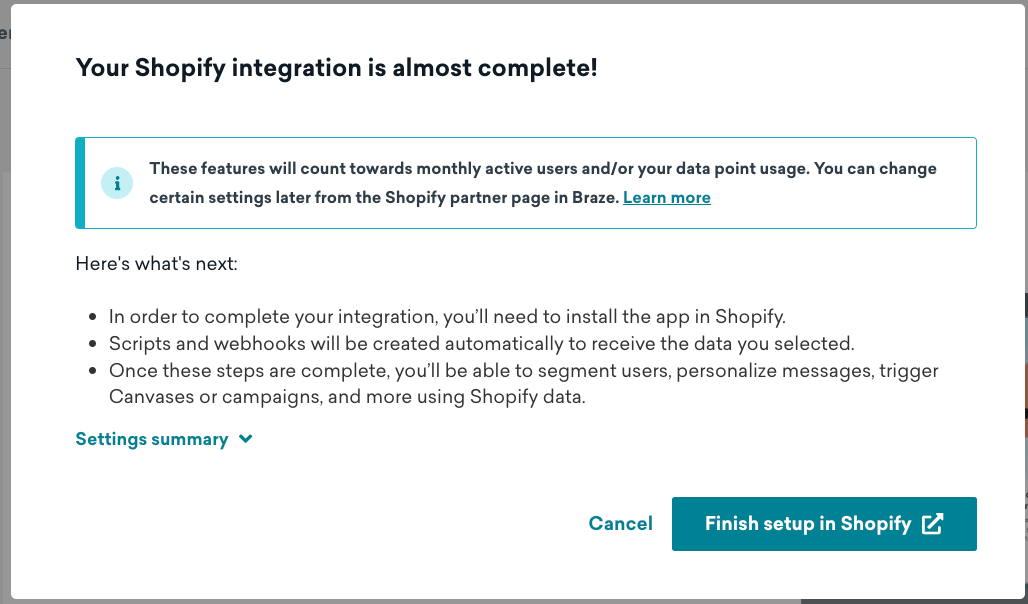 Your Shopify integration is almost complete!
These features will count towards monthly active users and/or your data point usage. You can change
certain settings later from the Shopify partner page in Braze. Learn more
Here's what's next:
In order to complete your integration, you’ll need to install the app in Shopify.
Scripts and webhooks will be created automatically to receive the data you selected.
Once these steps are complete, you’ll be able to segment users, personalize messages, trigger
Canvases or campaigns, and more using Shopify data.
Settings summary
Cancel
Finish setup in Shopify